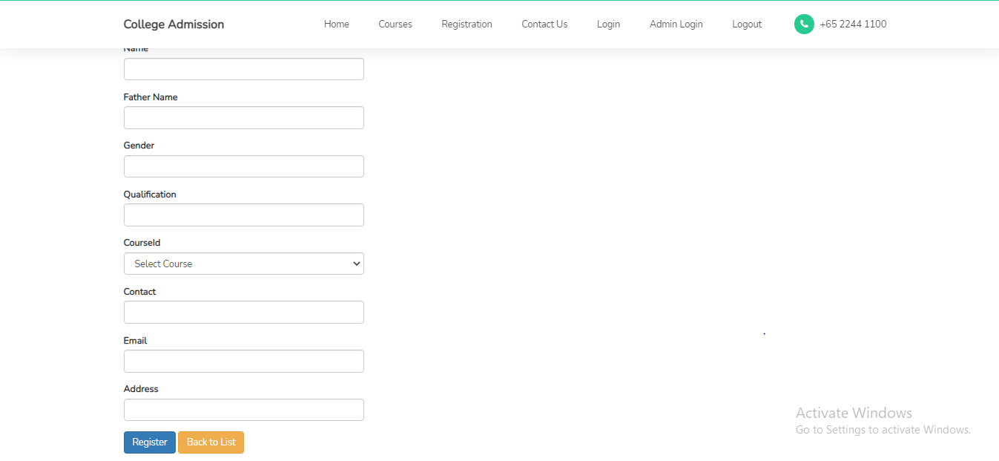 College Admission Home Courses Registration Contact Us Login Admin Login Logout +65 2244 1100
Name
Father Name
Gender
Qualification
CourseId
Select Course
Contact
Email
Address
Activate Windows
Go to Settings to activate Windows.
Register Back to List